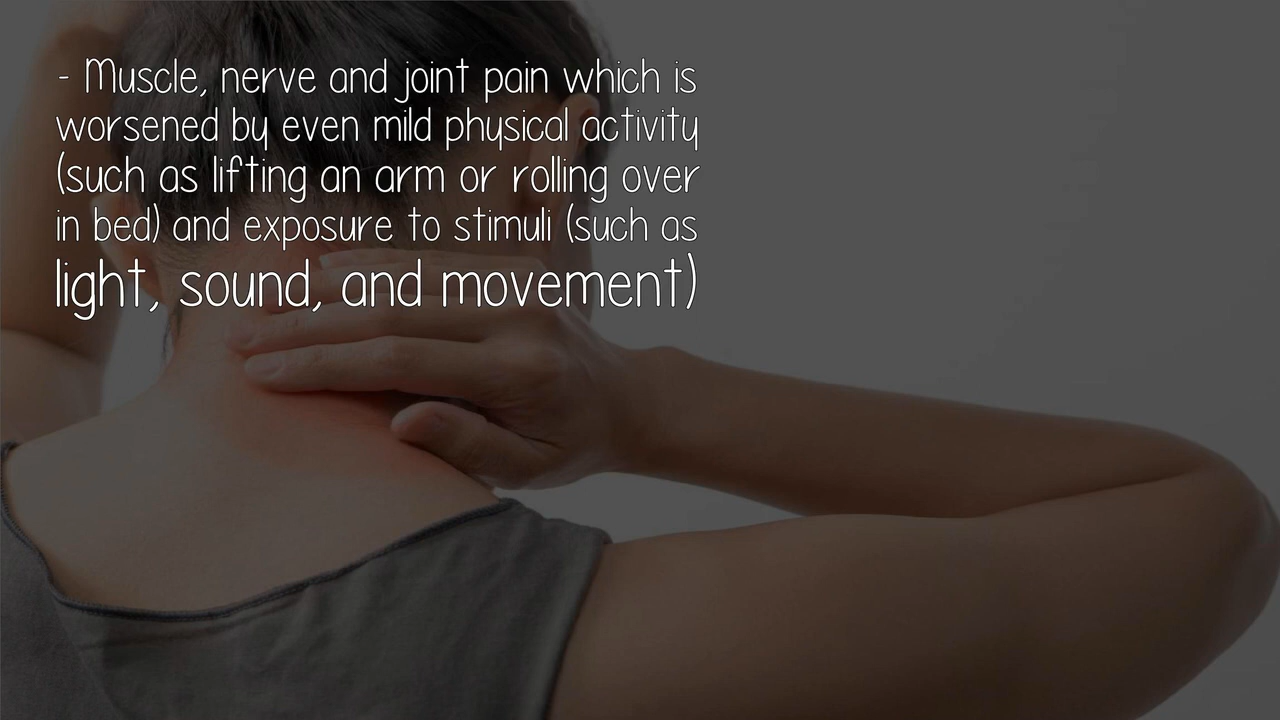 - Muscle, nerve and joint pain which is
worsened by even mild physical activity
(such as lifting an arm or rolling over
in bed) and exposure to stimuli (such as
light, sound, and movement)